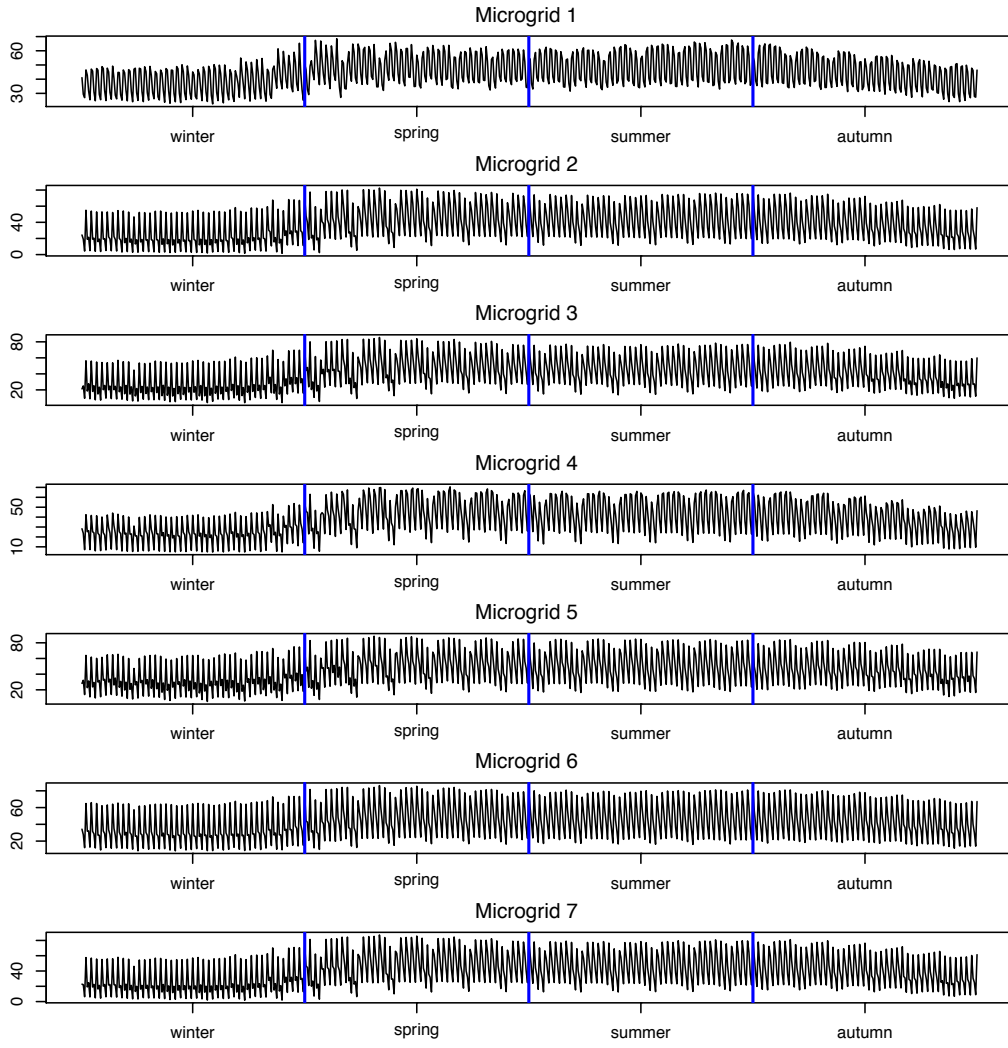 Microgrid 1
60
30
winter spring summer autumn
Microgrid 2
40
0
winter spring summer autumn
Microgrid 3
80
20
winter spring summer autumn
Microgrid 4
50
10
winter spring summer autumn
Microgrid 5
80
20
winter spring summer autumn
Microgrid 6
60
20
winter spring summer autumn
Microgrid 7
40
0
winter spring summer autumn